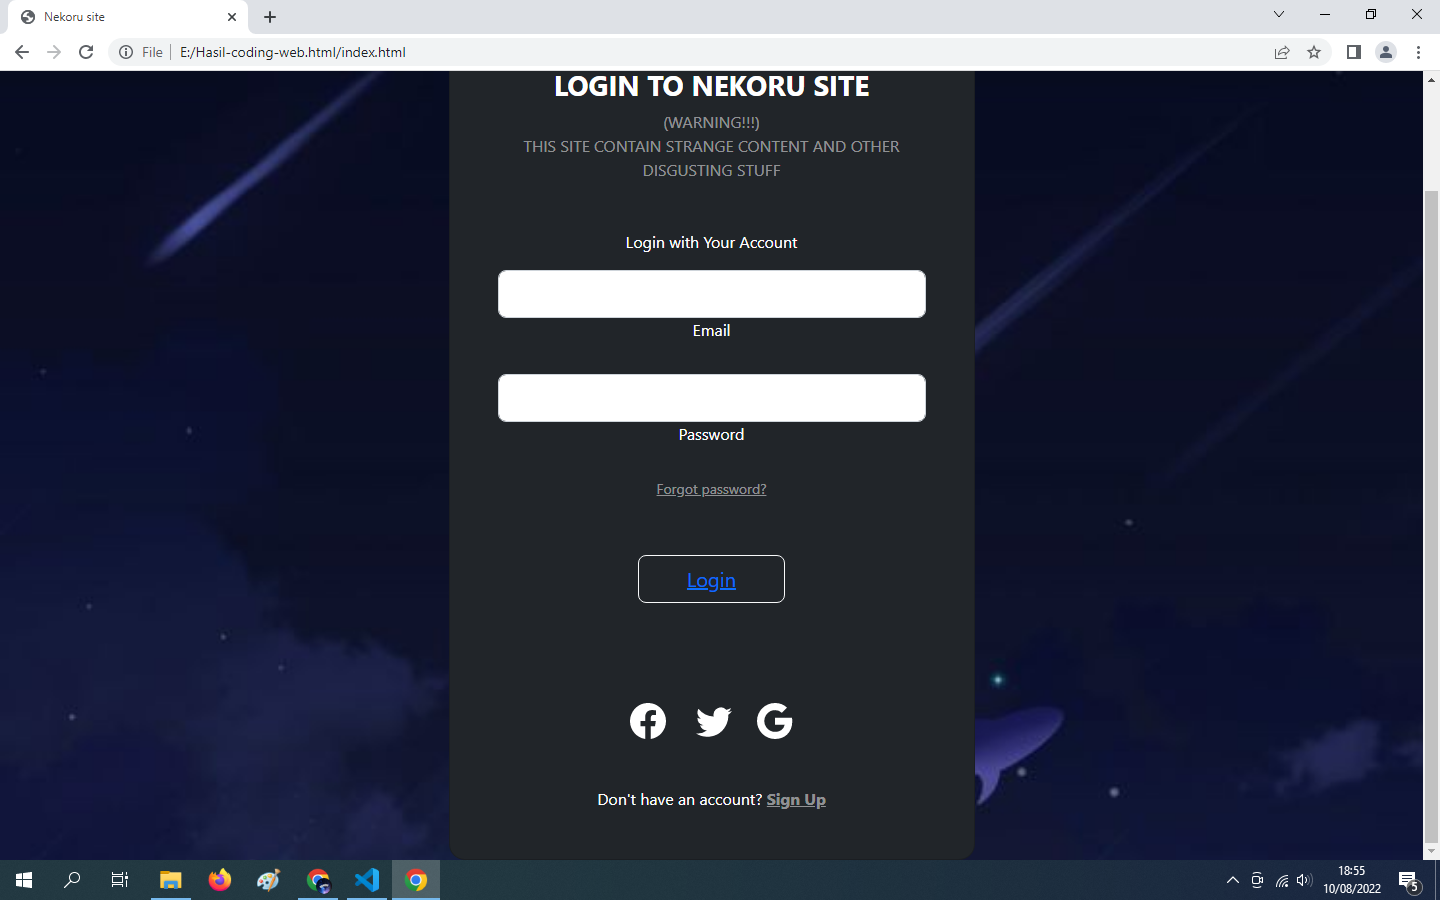 Nekoru site
File
E:/Hasil-coding-web.html/index.html
LOGIN TO NEKORU SITE
(WARNING!!!)
THIS SITE CONTAIN STRANGE CONTENT AND OTHER
DISGUSTING STUFF
Login with Your Account
Email
Password
Forgot password?
Login
Don't have an account? Sign Up
18:55
10/08/2022
5